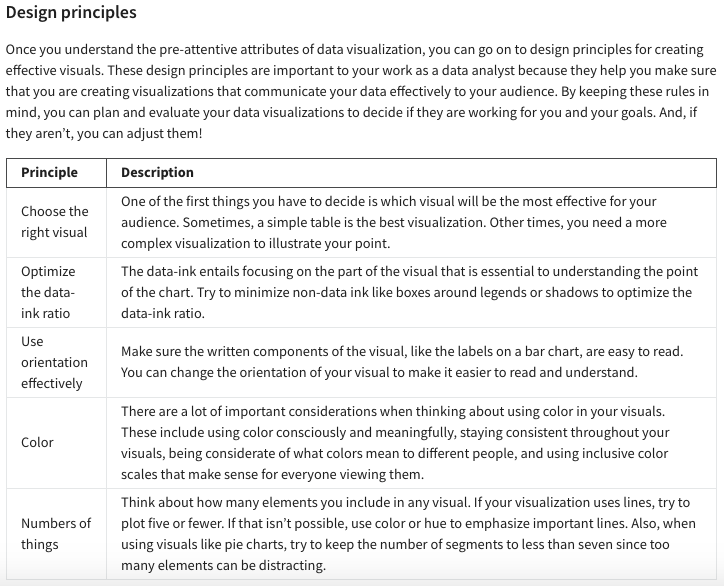 Design principles
Once you understand the pre-attentive attributes of data visualization, you can go on to design principles for creating
effective visuals. These design principles are important to your work as a data analyst because they help you make sure
that you are creating visualizations that communicate your data effectively to your audience. By keeping these rules in
mind, you can plan and evaluate your data visualizations to decide if they are working for you and your goals. And, if
they aren’t, you can adjust them!
Principle
Description
Choose the
right visual
One of the first things you have to decide is which visual will be the most effective for your
audience. Sometimes, a simple table is the best visualization. Other times, you need a more
complex visualization to illustrate your point.
Optimize
the data-
ink ratio
The data-ink entails focusing on the part of the visual that is essential to understanding the point
of the chart. Try to minimize non-data ink like boxes around legends or shadows to optimize the
data-ink ratio.
Use
orientation
effectively
Make sure the written components of the visual, like the labels on a bar chart, are easy to read.
You can change the orientation of your visual to make it easier to read and understand.
Color
There are a lot of important considerations when thinking about using color in your visuals.
These include using color consciously and meaningfully, staying consistent throughout your
visuals, being considerate of what colors mean to different people, and using inclusive color
scales that make sense for everyone viewing them.
Numbers of
things
Think about how many elements you include in any visual. If your visualization uses lines, try to
plot five or fewer. If that isn’t possible, use color or hue to emphasize important lines. Also, when
using visuals like pie charts, try to keep the number of segments to less than seven since too
many elements can be distracting.